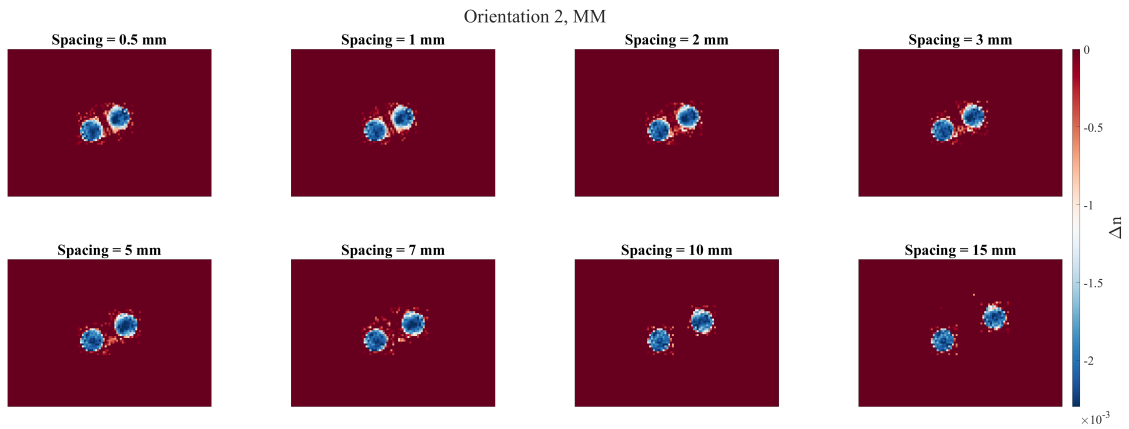 Orientation 2, MM
Spacing = 0.5 mm
Spacing = 1 mm
Spacing = 2 mm
Spacing = 3 mm
0
-0.5
-1
-1.5
-2
×10⁻³
Δn
Spacing = 5 mm
Spacing = 7 mm
Spacing = 10 mm
Spacing = 15 mm